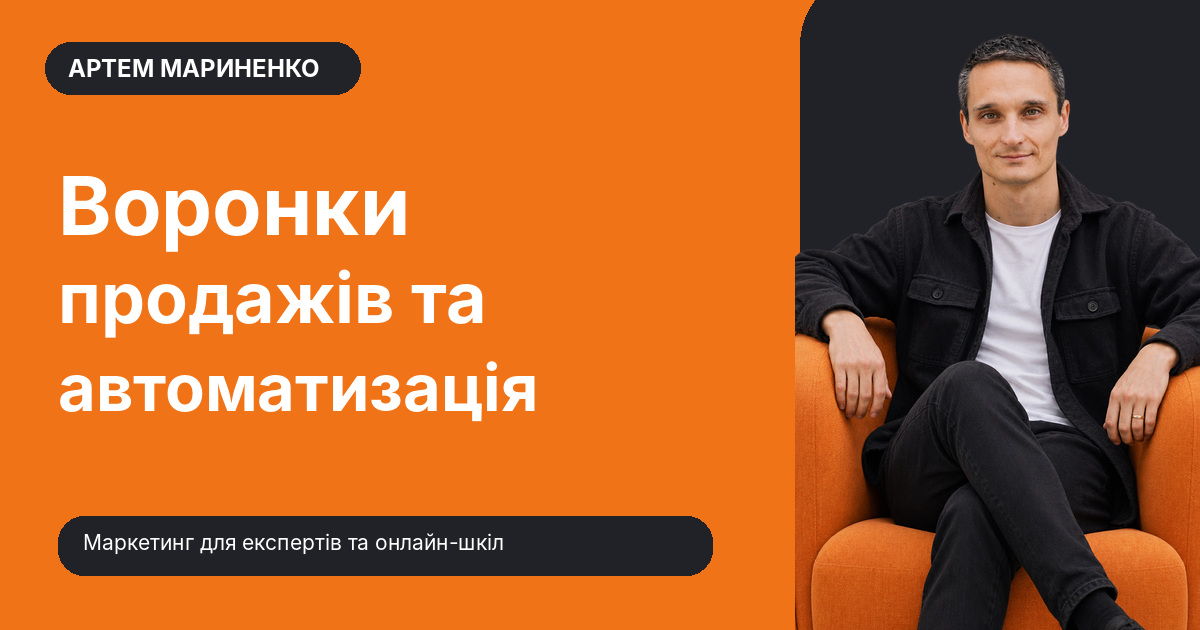 АРТЕМ МАРИНЕНКО
Воронки
продажів та
автоматизація
Маркетинг для експертів та онлайн-шкіл